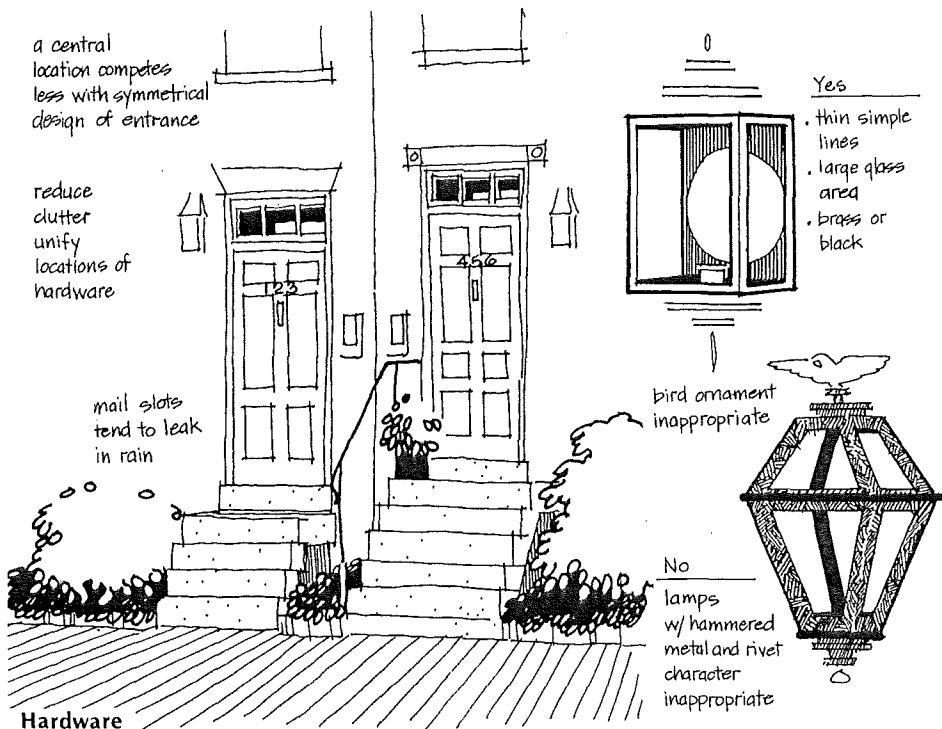 a central
location competes
less with symmetrical
design of entrance
reduce
clutter
unify
locations of
hardware
mail slots
tend to leak
in rain
123
456
Yes
• thin simple
lines
• large glass
area
• brass or
black
bird ornament
inappropriate
No
lamps
w/ hammered
metal and rivet
character
inappropriate
Hardware